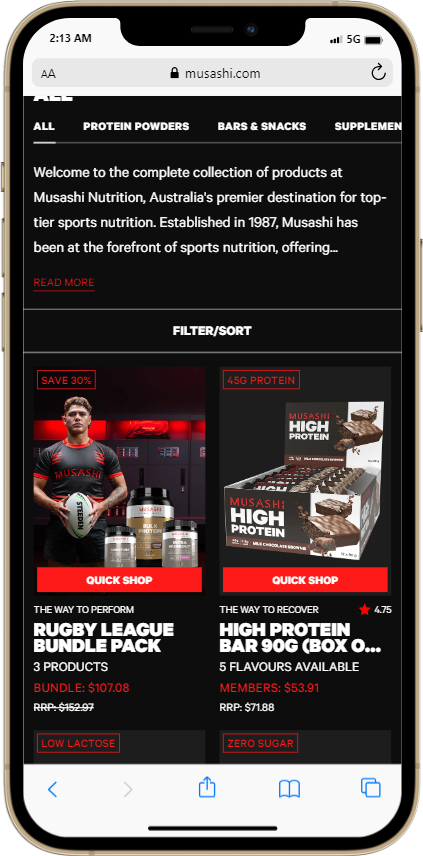 2:13 AM
5G
AA
musashi.com
ALL
ALL PROTEIN POWDERS BARS & SNACKS SUPPLEMEN
Welcome to the complete collection of products at
Musashi Nutrition, Australia's premier destination for top-
tier sports nutrition. Established in 1987, Musashi has
been at the forefront of sports nutrition, offering...
READ MORE
FILTER/SORT
SAVE 30%
MUSASHI
STEEDEN
MUSASHI
BULK
PROTEIN
QUICK SHOP
THE WAY TO PERFORM
RUGBY LEAGUE
BUNDLE PACK
3 PRODUCTS
BUNDLE: $107.08
RRP: $152.97
45G PROTEIN
MUSASHI
HIGH
PROTEIN
MUSASHI
HIGH
PROTEIN
MILK CHOCOLATE BROWNIE
QUICK SHOP
THE WAY TO RECOVER
4.75
HIGH PROTEIN
BAR 90G (BOX O...
5 FLAVOURS AVAILABLE
MEMBERS: $53.91
RRP: $71.88
LOW LACTOSE
ZERO SUGAR